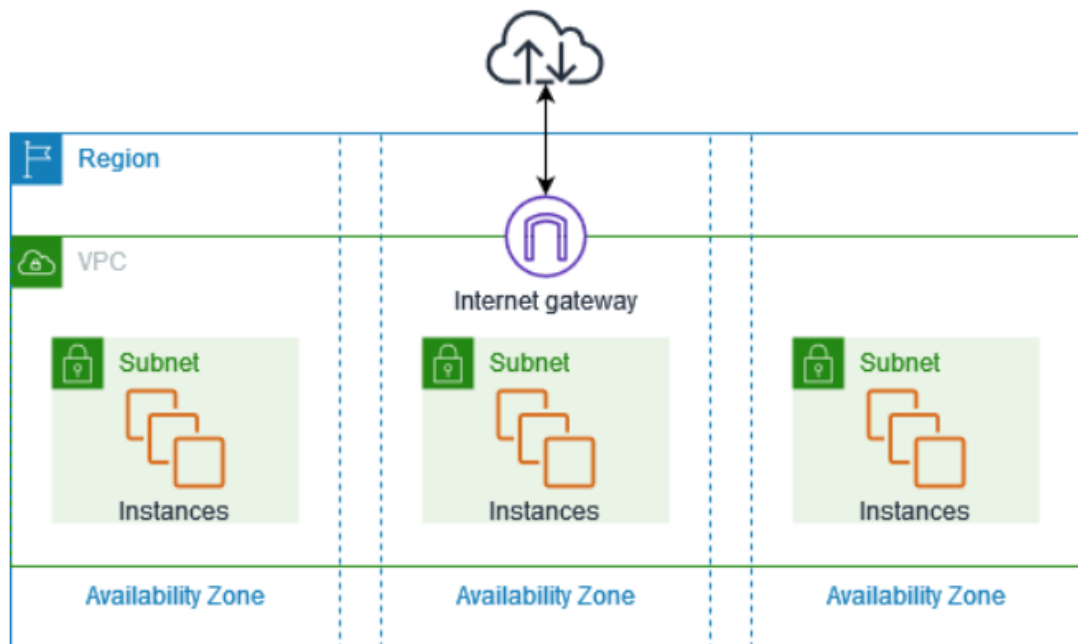 Region
VPC
Internet gateway
Subnet
Subnet
Subnet
Instances
Instances
Instances
Availability Zone
Availability Zone
Availability Zone